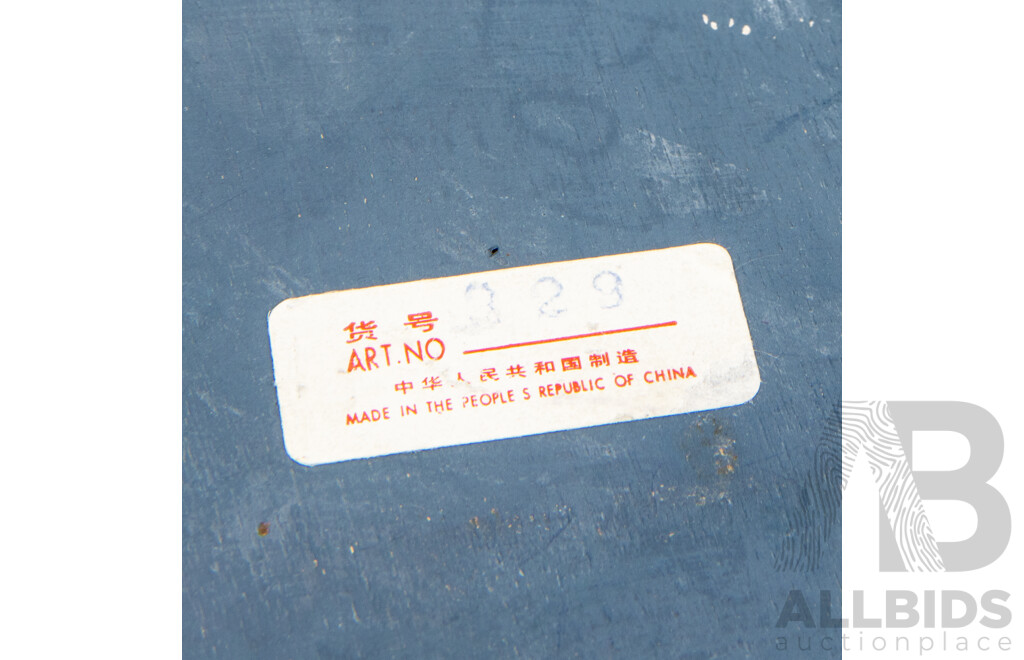 货号 329
ART.NO
中华人民共和国制造
MADE IN THE PEOPLE S REPUBLIC OF CHINA
ALLBIDS
auctionplace